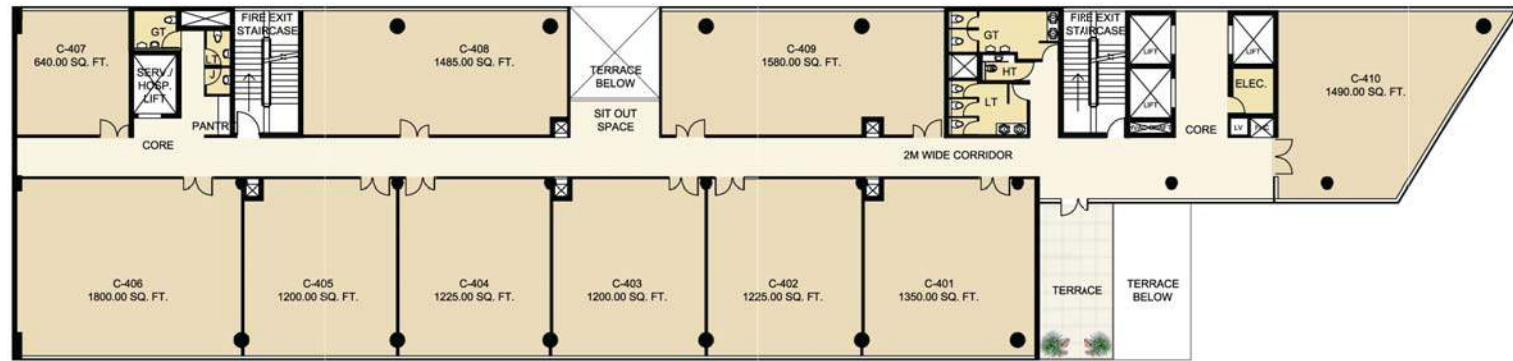 C-407
640.00 SQ. FT.
GT
SERV./
HOSP.
LIFT
LT
PANTRY
CORE
FIRE EXIT
STAIRCASE
C-408
1485.00 SQ. FT.
TERRACE
BELOW
SIT OUT
SPACE
C-409
1580.00 SQ. FT.
GT
HT
LT
FIRE EXIT
STAIRCASE
LIFT
LIFT
LIFT
ELEC.
LV
CORE
C-410
1490.00 SQ. FT.
2M WIDE CORRIDOR
C-406
1800.00 SQ. FT.
C-405
1200.00 SQ. FT.
C-404
1225.00 SQ. FT.
C-403
1200.00 SQ. FT.
C-402
1225.00 SQ. FT.
C-401
1350.00 SQ. FT.
TERRACE
TERRACE
BELOW